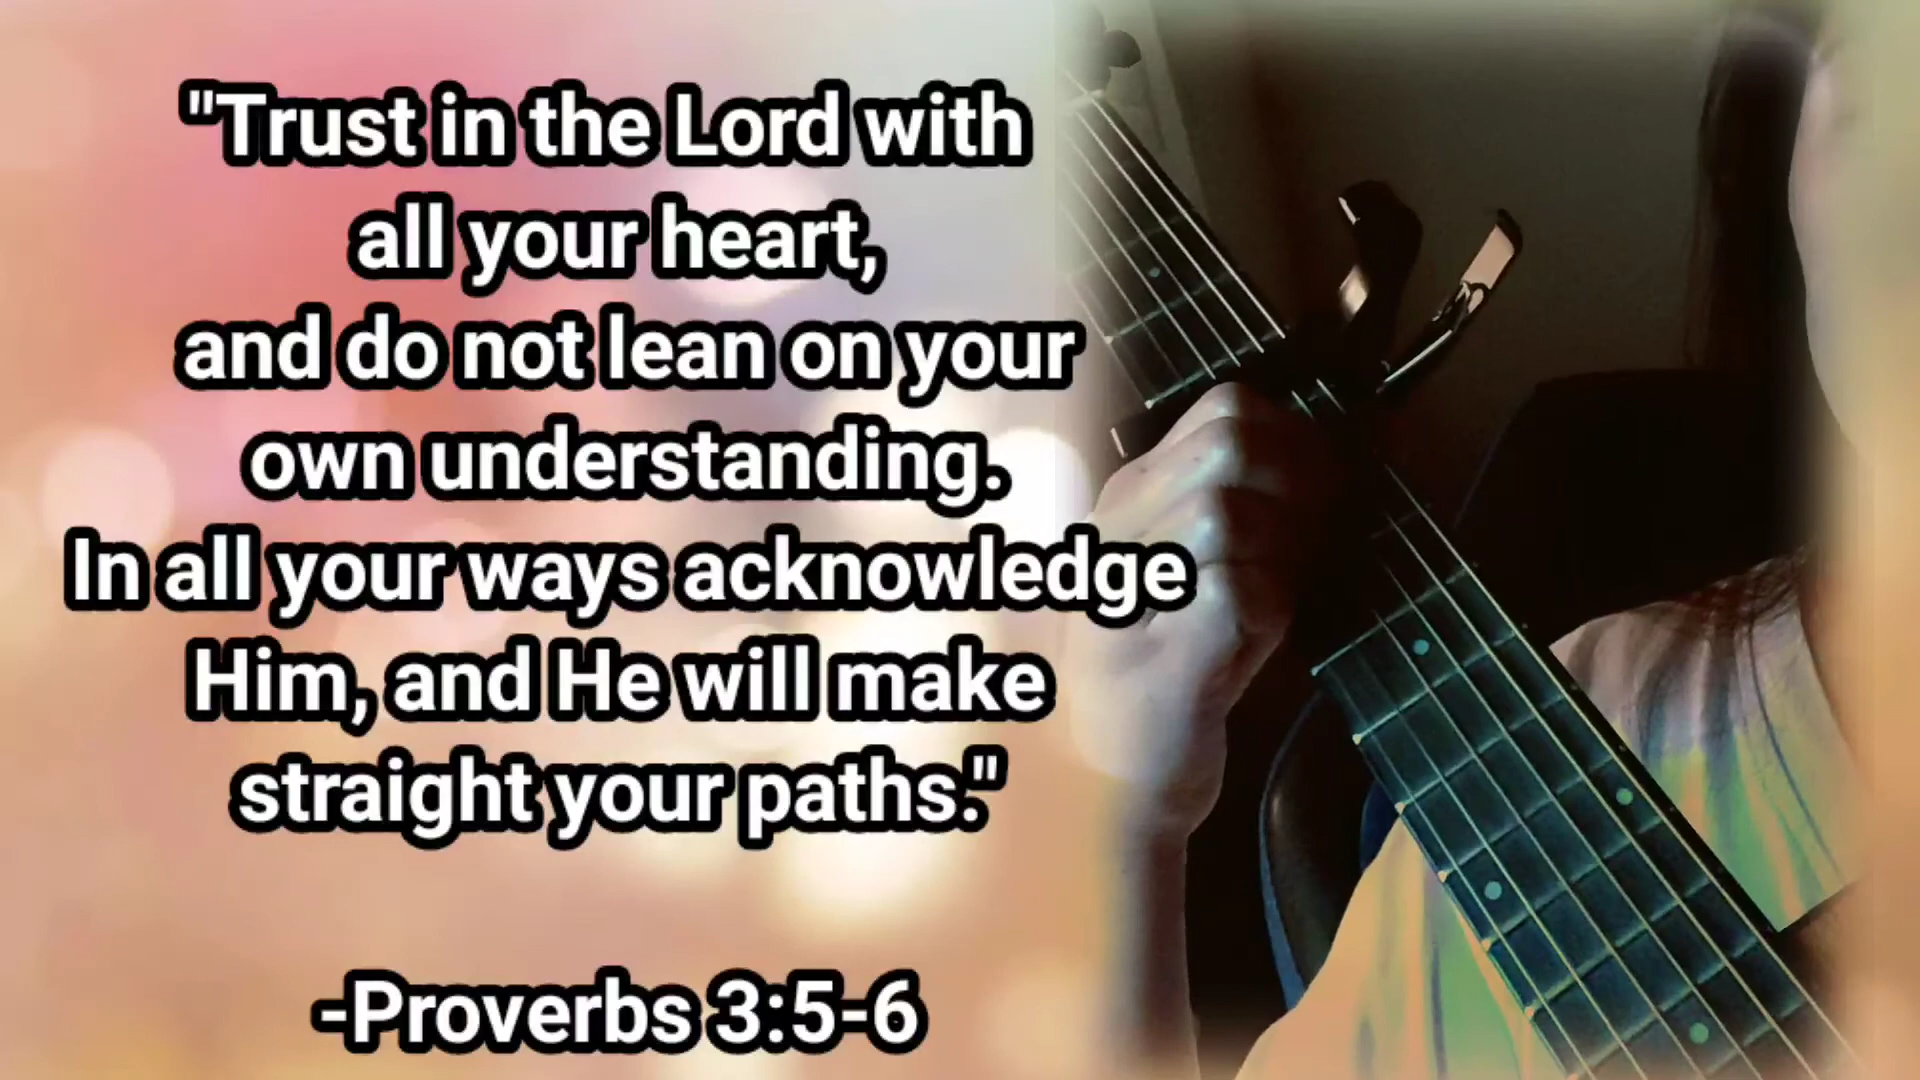 "Trust in the Lord with
all your heart,
and do not lean on your
own understanding.
In all your ways acknowledge
Him, and He will make
straight your paths."
-Proverbs 3:5-6